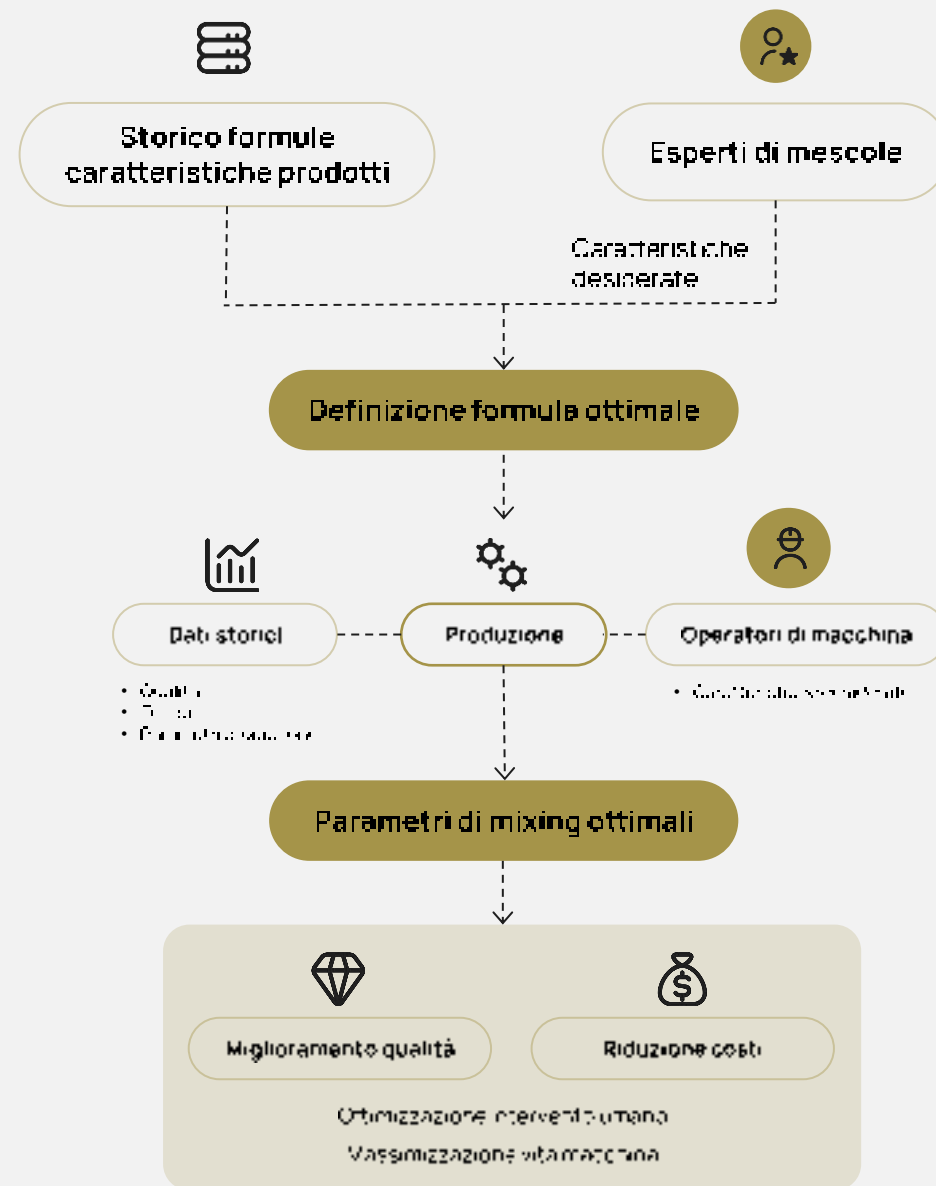 Storico formule
caratteristiche prodotti
Esperti di mescole
Caratteristiche
desiderate
Definizione formula ottimale
Dati storici
Produzione
Operatori di macchina
Qualità
Parametri di mixing ottimali
Miglioramento qualità
Riduzione costi
Ottimizzazione intervento umano
Massimizzazione vita macchina